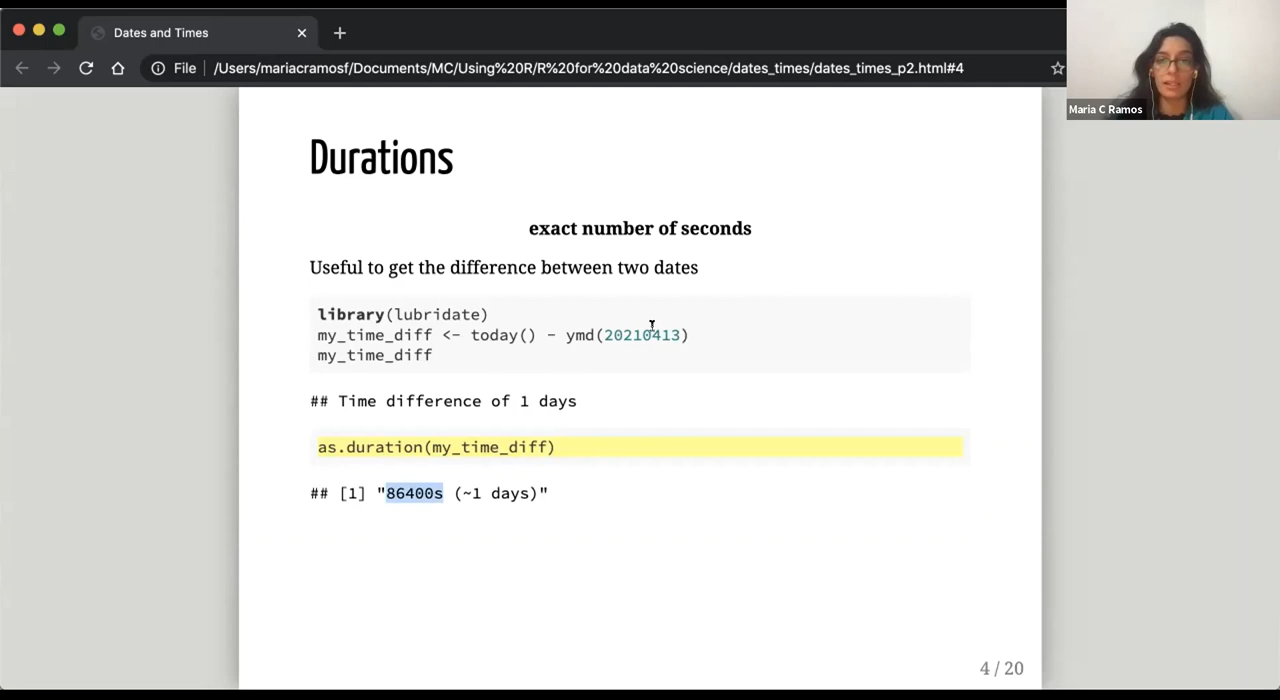 Dates and Times
File
/Users/mariacramosf/Documents/MC/Using%20R/R%20for%20data%20science/dates_times/dates_times_p2.html#4
Maria C Ramos
Durations
exact number of seconds
Useful to get the difference between two dates
library(lubridate)
my_time_diff <- today() - ymd(20210413)
my_time_diff
## Time difference of 1 days
as.duration(my_time_diff)
## [1] "86400s (~1 days)"
4 / 20